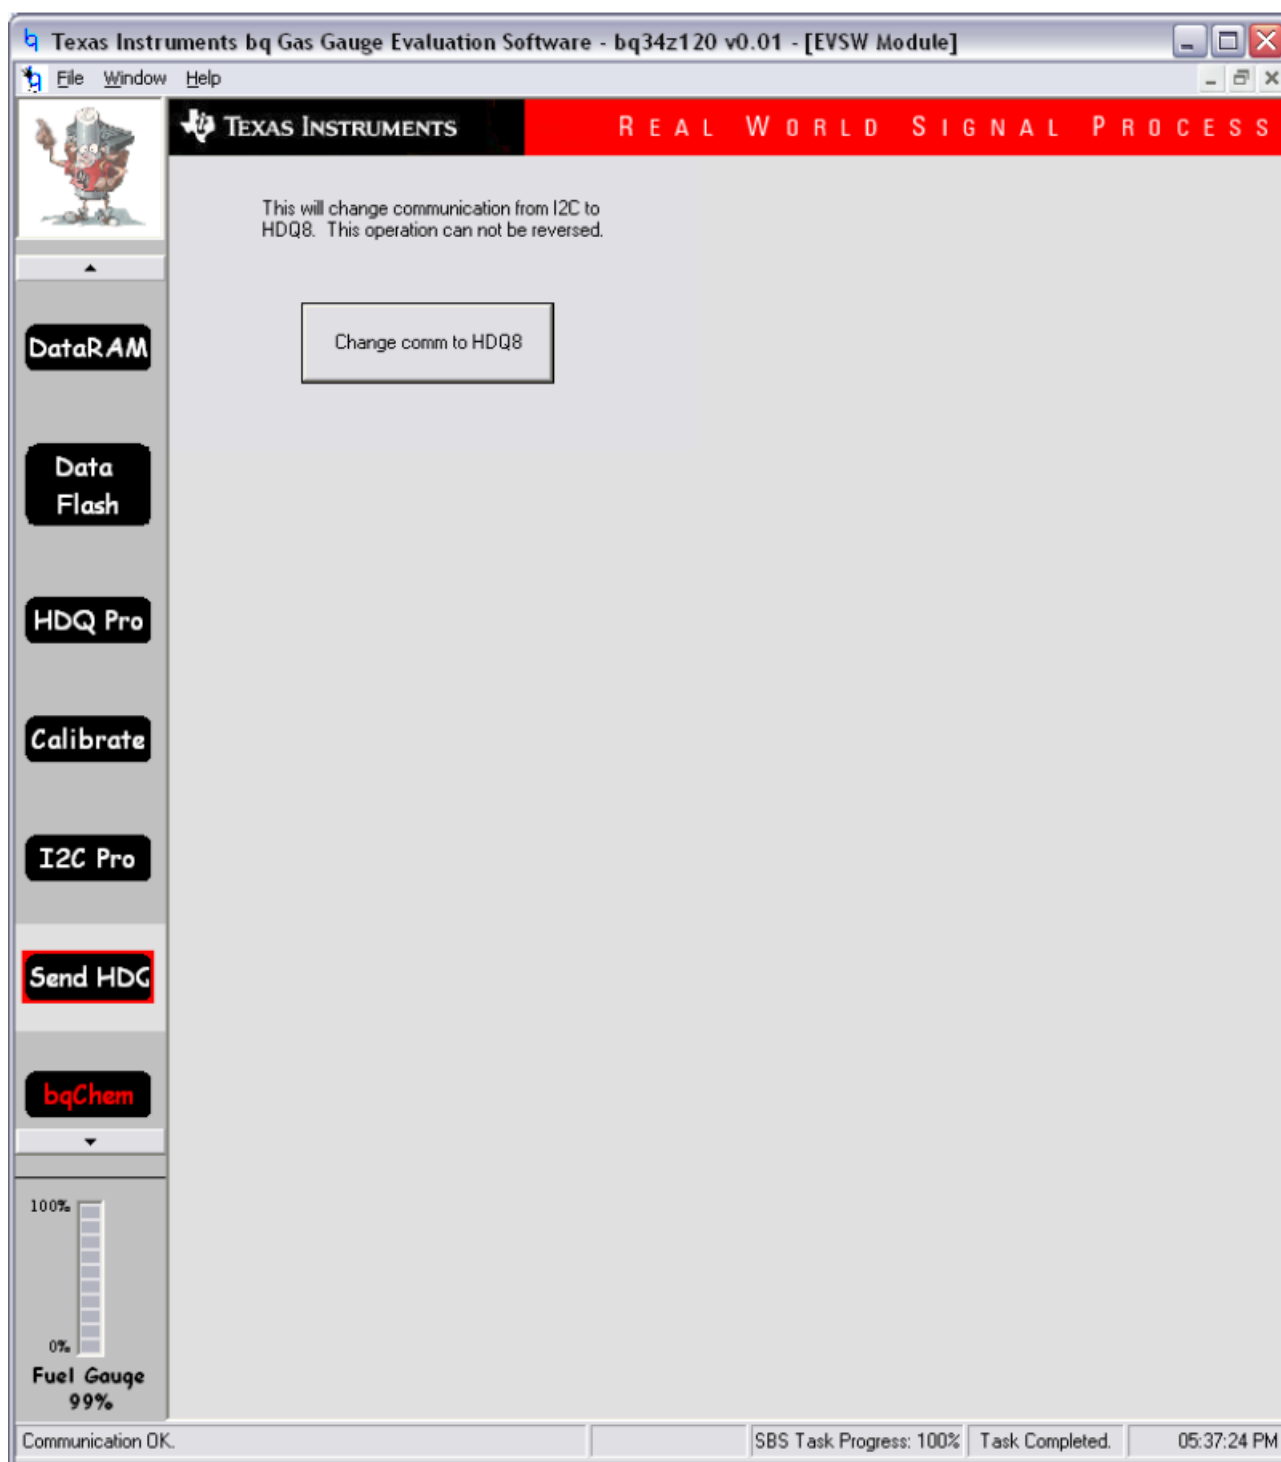 Texas Instruments bq Gas Gauge Evaluation Software - bq34z120 v0.01 - [EVSW Module]
File Window Help
TEXAS INSTRUMENTS REAL WORLD SIGNAL PROCESS
This will change communication from I2C to
HDQ8. This operation can not be reversed.
Change comm to HDQ8
DataRAM
Data
Flash
HDQ Pro
Calibrate
I2C Pro
Send HDG
bqChem
100%
0%
Fuel Gauge
99%
Communication OK. SBS Task Progress: 100% Task Completed. 05:37:24 PM